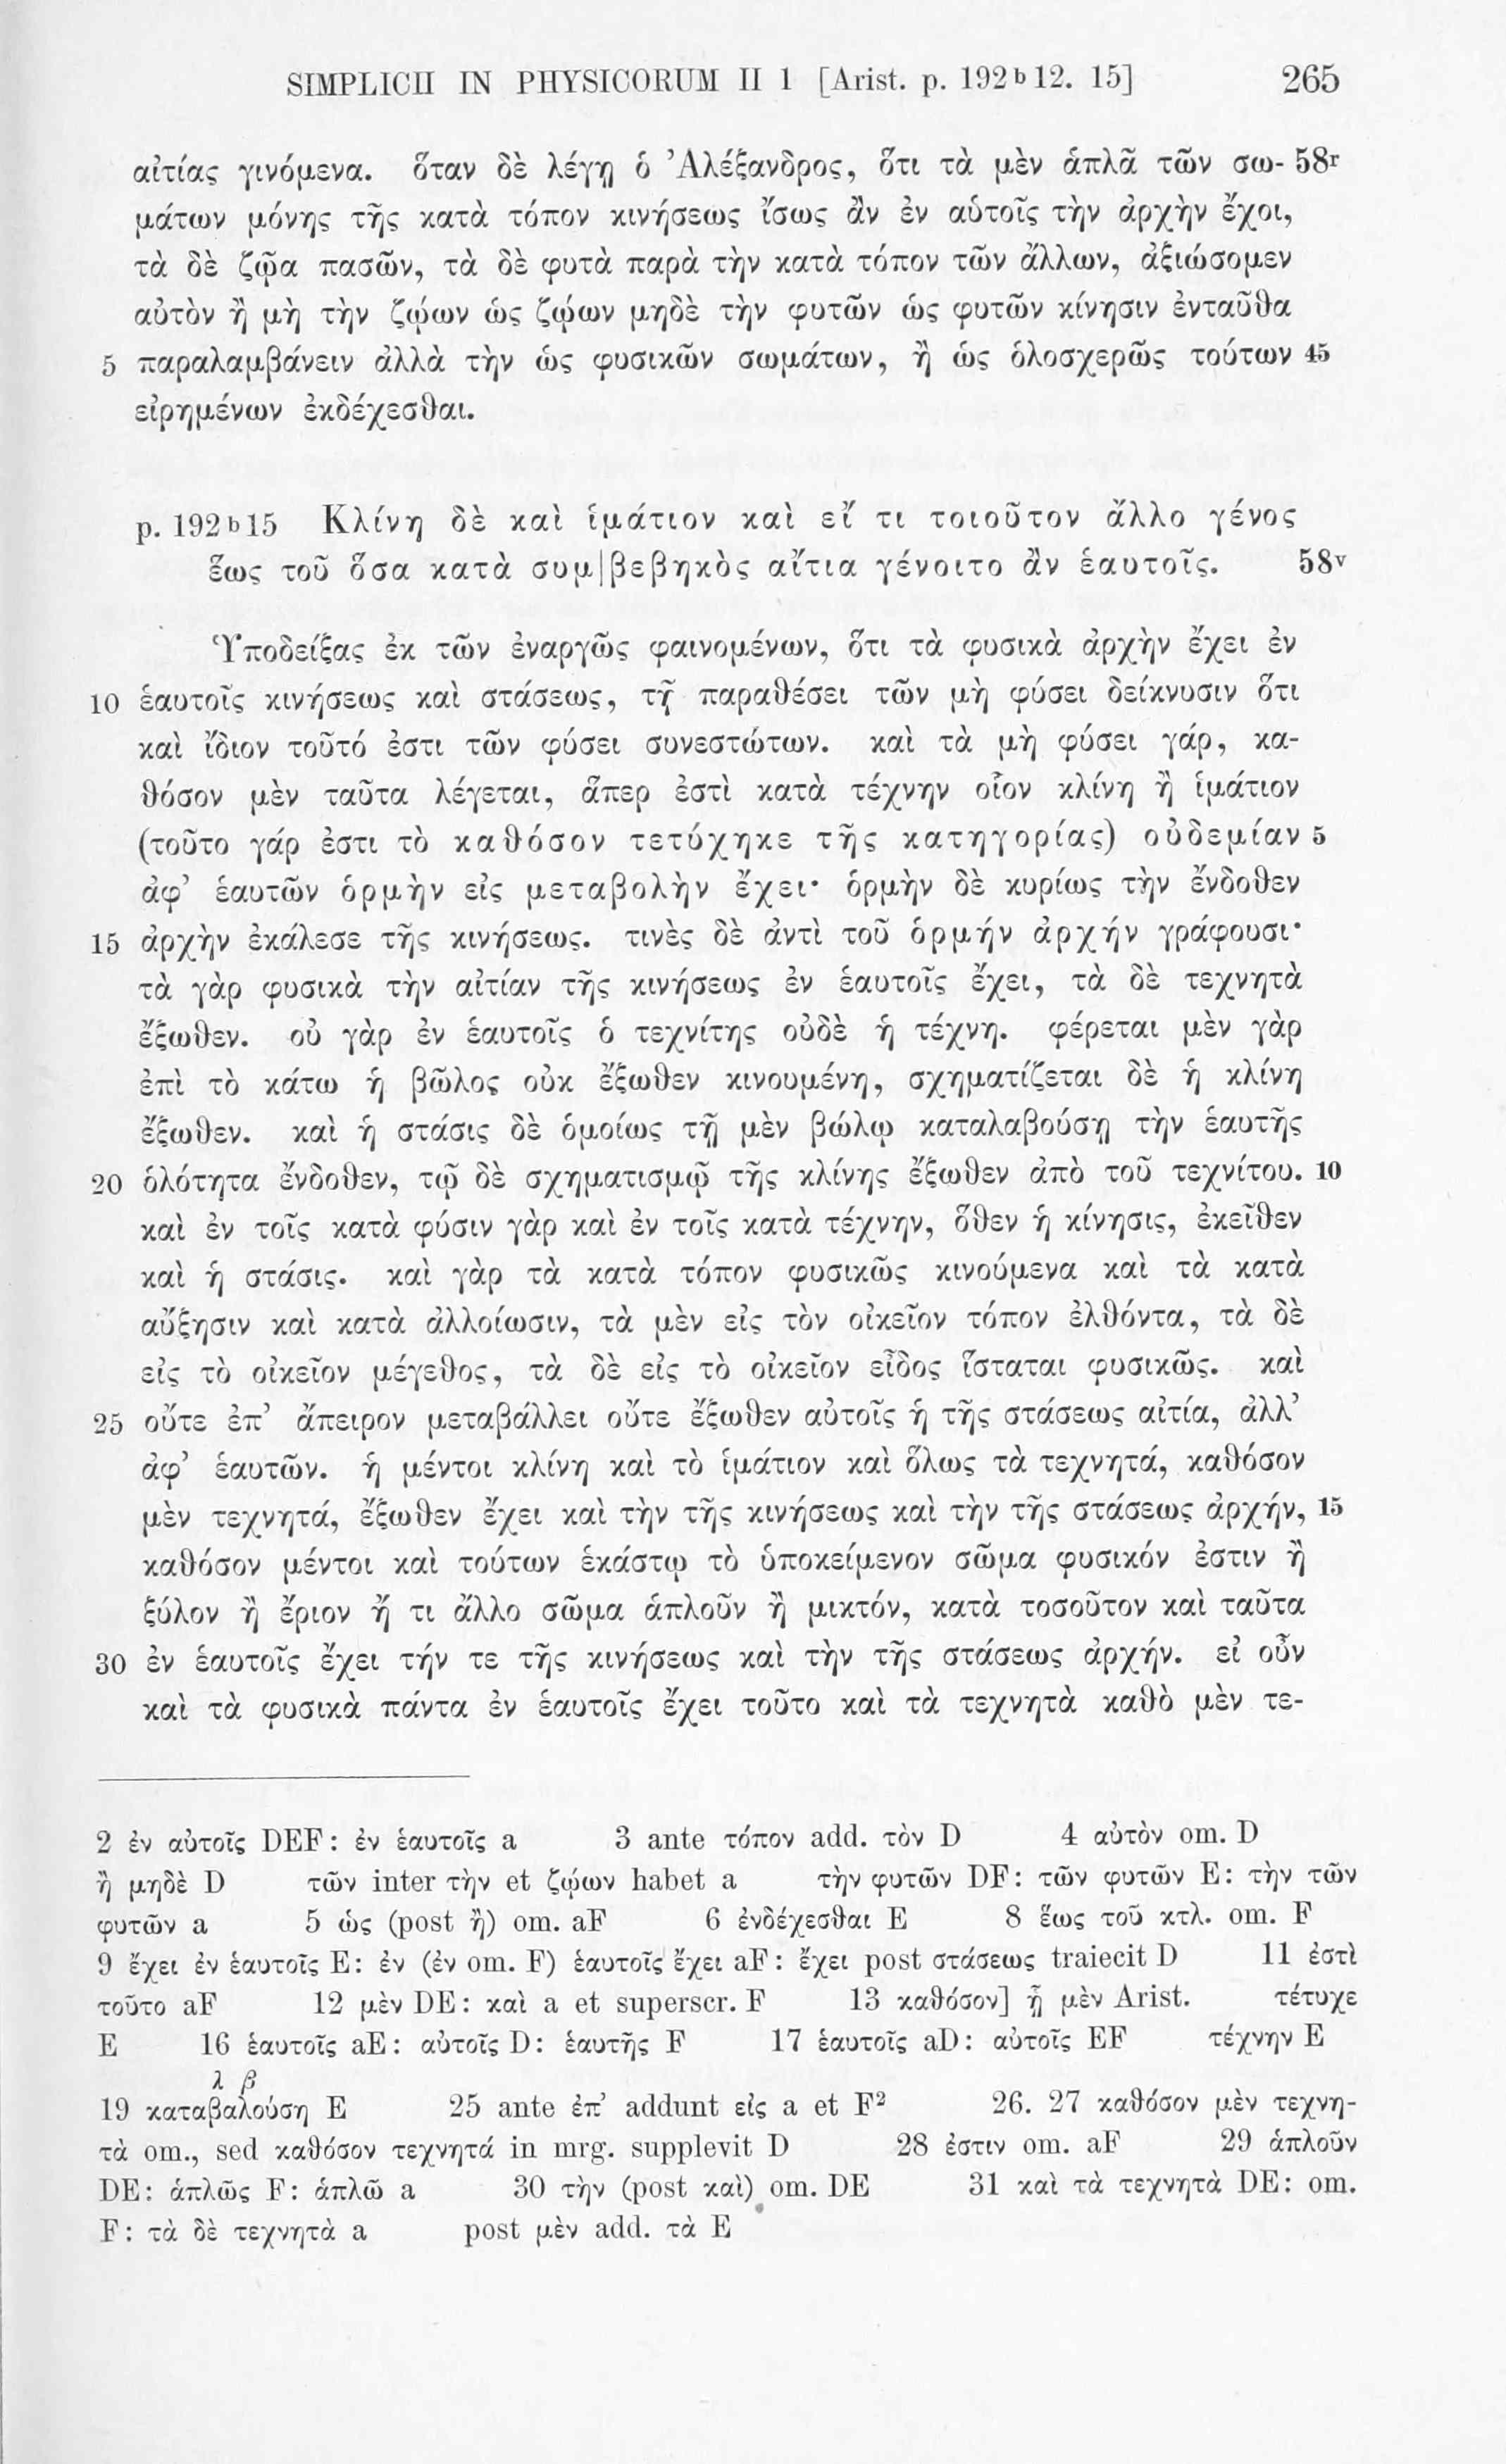 SIMPLICII IN PHYSICORUM II 1 [Arist. p. 192ᵇ12. 15] 265
αἰτίας γινόμενα. ὅταν δὲ λέγῃ ὁ Ἀλέξανδρος, ὅτι τὰ μὲν ἁπλᾶ τῶν σω- 58ʳ
μάτων μόνης τῆς κατὰ τόπον κινήσεως ἴσως ἂν ἐν αὑτοῖς τὴν ἀρχὴν ἔχοι,
τὰ δὲ ζῷα πασῶν, τὰ δὲ φυτὰ παρὰ τὴν κατὰ τόπον τῶν ἄλλων, ἀξιώσομεν
αὐτὸν ἢ μὴ τὴν ζῴων ὡς ζῴων μηδὲ τὴν φυτῶν ὡς φυτῶν κίνησιν ἐνταῦθα
5 παραλαμβάνειν ἀλλὰ τὴν ὡς φυσικῶν σωμάτων, ἢ ὡς ὁλοσχερῶς τούτων 45
εἰρημένων ἐκδέχεσθαι.
p. 192ᵇ15 Κλίνη δὲ καὶ ἱμάτιον καὶ εἴ τι τοιοῦτον ἄλλο γένος
ἕως τοῦ ὅσα κατὰ συμ|βεβηκὸς αἴτια γένοιτο ἂν ἑαυτοῖς. 58ᵛ
Ὑποδείξας ἐκ τῶν ἐναργῶς φαινομένων, ὅτι τὰ φυσικὰ ἀρχὴν ἔχει ἐν
10 ἑαυτοῖς κινήσεως καὶ στάσεως, τῇ παραθέσει τῶν μὴ φύσει δείκνυσιν ὅτι
καὶ ἴδιον τοῦτό ἐστι τῶν φύσει συνεστώτων. καὶ τὰ μὴ φύσει γάρ, κα-
θόσον μὲν ταῦτα λέγεται, ἅπερ ἐστὶ κατὰ τέχνην οἷον κλίνη ἢ ἱμάτιον
(τοῦτο γάρ ἐστι τὸ καθόσον τετύχηκε τῆς κατηγορίας) οὐδεμίαν 5
ἀφ’ ἑαυτῶν ὁρμὴν εἰς μεταβολὴν ἔχει· ὁρμὴν δὲ κυρίως τὴν ἔνδοθεν
15 ἀρχὴν ἐκάλεσε τῆς κινήσεως. τινὲς δὲ ἀντὶ τοῦ ὁρμήν ἀρχήν γράφουσι·
τὰ γὰρ φυσικὰ τὴν αἰτίαν τῆς κινήσεως ἐν ἑαυτοῖς ἔχει, τὰ δὲ τεχνητὰ
ἔξωθεν. οὐ γὰρ ἐν ἑαυτοῖς ὁ τεχνίτης οὐδὲ ἡ τέχνη. φέρεται μὲν γὰρ
ἐπὶ τὸ κάτω ἡ βῶλος οὐκ ἔξωθεν κινουμένη, σχηματίζεται δὲ ἡ κλίνη
ἔξωθεν. καὶ ἡ στάσις δὲ ὁμοίως τῇ μὲν βώλῳ καταλαβούσῃ τὴν ἑαυτῆς
20 ὁλότητα ἔνδοθεν, τῷ δὲ σχηματισμῷ τῆς κλίνης ἔξωθεν ἀπὸ τοῦ τεχνίτου. 10
καὶ ἐν τοῖς κατὰ φύσιν γὰρ καὶ ἐν τοῖς κατὰ τέχνην, ὅθεν ἡ κίνησις, ἐκεῖθεν
καὶ ἡ στάσις. καὶ γὰρ τὰ κατὰ τόπον φυσικῶς κινούμενα καὶ τὰ κατὰ
αὔξησιν καὶ κατὰ ἀλλοίωσιν, τὰ μὲν εἰς τὸν οἰκεῖον τόπον ἐλθόντα, τὰ δὲ
εἰς τὸ οἰκεῖον μέγεθος, τὰ δὲ εἰς τὸ οἰκεῖον εἶδος ἵσταται φυσικῶς. καὶ
25 οὔτε ἐπ’ ἄπειρον μεταβάλλει οὔτε ἔξωθεν αὐτοῖς ἡ τῆς στάσεως αἰτία, ἀλλ’
ἀφ’ ἑαυτῶν. ἡ μέντοι κλίνη καὶ τὸ ἱμάτιον καὶ ὅλως τὰ τεχνητά, καθόσον
μὲν τεχνητά, ἔξωθεν ἔχει καὶ τὴν τῆς κινήσεως καὶ τὴν τῆς στάσεως ἀρχήν, 15
καθόσον μέντοι καὶ τούτων ἑκάστῳ τὸ ὑποκείμενον σῶμα φυσικόν ἐστιν ἢ
ξύλον ἢ ἔριον ἤ τι ἄλλο σῶμα ἁπλοῦν ἢ μικτόν, κατὰ τοσοῦτον καὶ ταῦτα
30 ἐν ἑαυτοῖς ἔχει τήν τε τῆς κινήσεως καὶ τὴν τῆς στάσεως ἀρχήν. εἰ οὖν
καὶ τὰ φυσικὰ πάντα ἐν ἑαυτοῖς ἔχει τοῦτο καὶ τὰ τεχνητὰ καθὸ μὲν τε-
2 ἐν αὑτοῖς DEF: ἐν ἑαυτοῖς a 3 ante τόπον add. τὸν D 4 αὐτὸν om. D
ἢ μηδὲ D τῶν inter τὴν et ζῴων habet a τὴν φυτῶν DF: τῶν φυτῶν E: τὴν τῶν
φυτῶν a 5 ὡς (post ἢ) om. aF 6 ἐνδέχεσθαι E 8 ἕως τοῦ κτλ. om. F
9 ἔχει ἐν ἑαυτοῖς E: ἐν (ἐν om. F) ἑαυτοῖς ἔχει aF: ἔχει post στάσεως traiecit D 11 ἐστὶ
τοῦτο aF 12 μὲν DE: καὶ a et superscr. F 13 καθόσον] ᾗ μὲν Arist. τέτυχε
E 16 ἑαυτοῖς aE: αὑτοῖς D: ἑαυτῆς F 17 ἑαυτοῖς aD: αὑτοῖς EF τέχνην E
λ β
19 καταβαλούσῃ E 25 ante ἐπ’ addunt εἰς a et F² 26. 27 καθόσον μὲν τεχνη-
τὰ om., sed καθόσον τεχνητά in mrg. supplevit D 28 ἐστιν om. aF 29 ἁπλοῦν
DE: ἁπλῶς F: ἁπλῶ a 30 τὴν (post καὶ) om. DE 31 καὶ τὰ τεχνητὰ DE: om.
F: τὰ δὲ τεχνητὰ a post μὲν add. τὰ E